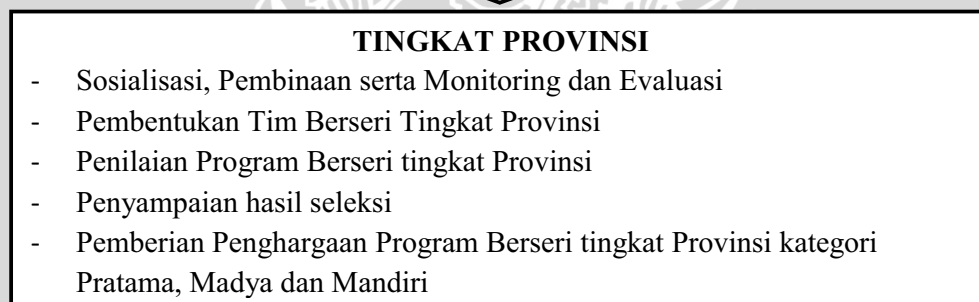 TINGKAT PROVINSI
- Sosialisasi, Pembinaan serta Monitoring dan Evaluasi
- Pembentukan Tim Berseri Tingkat Provinsi
- Penilaian Program Berseri tingkat Provinsi
- Penyampaian hasil seleksi
- Pemberian Penghargaan Program Berseri tingkat Provinsi kategori
Pratama, Madya dan Mandiri